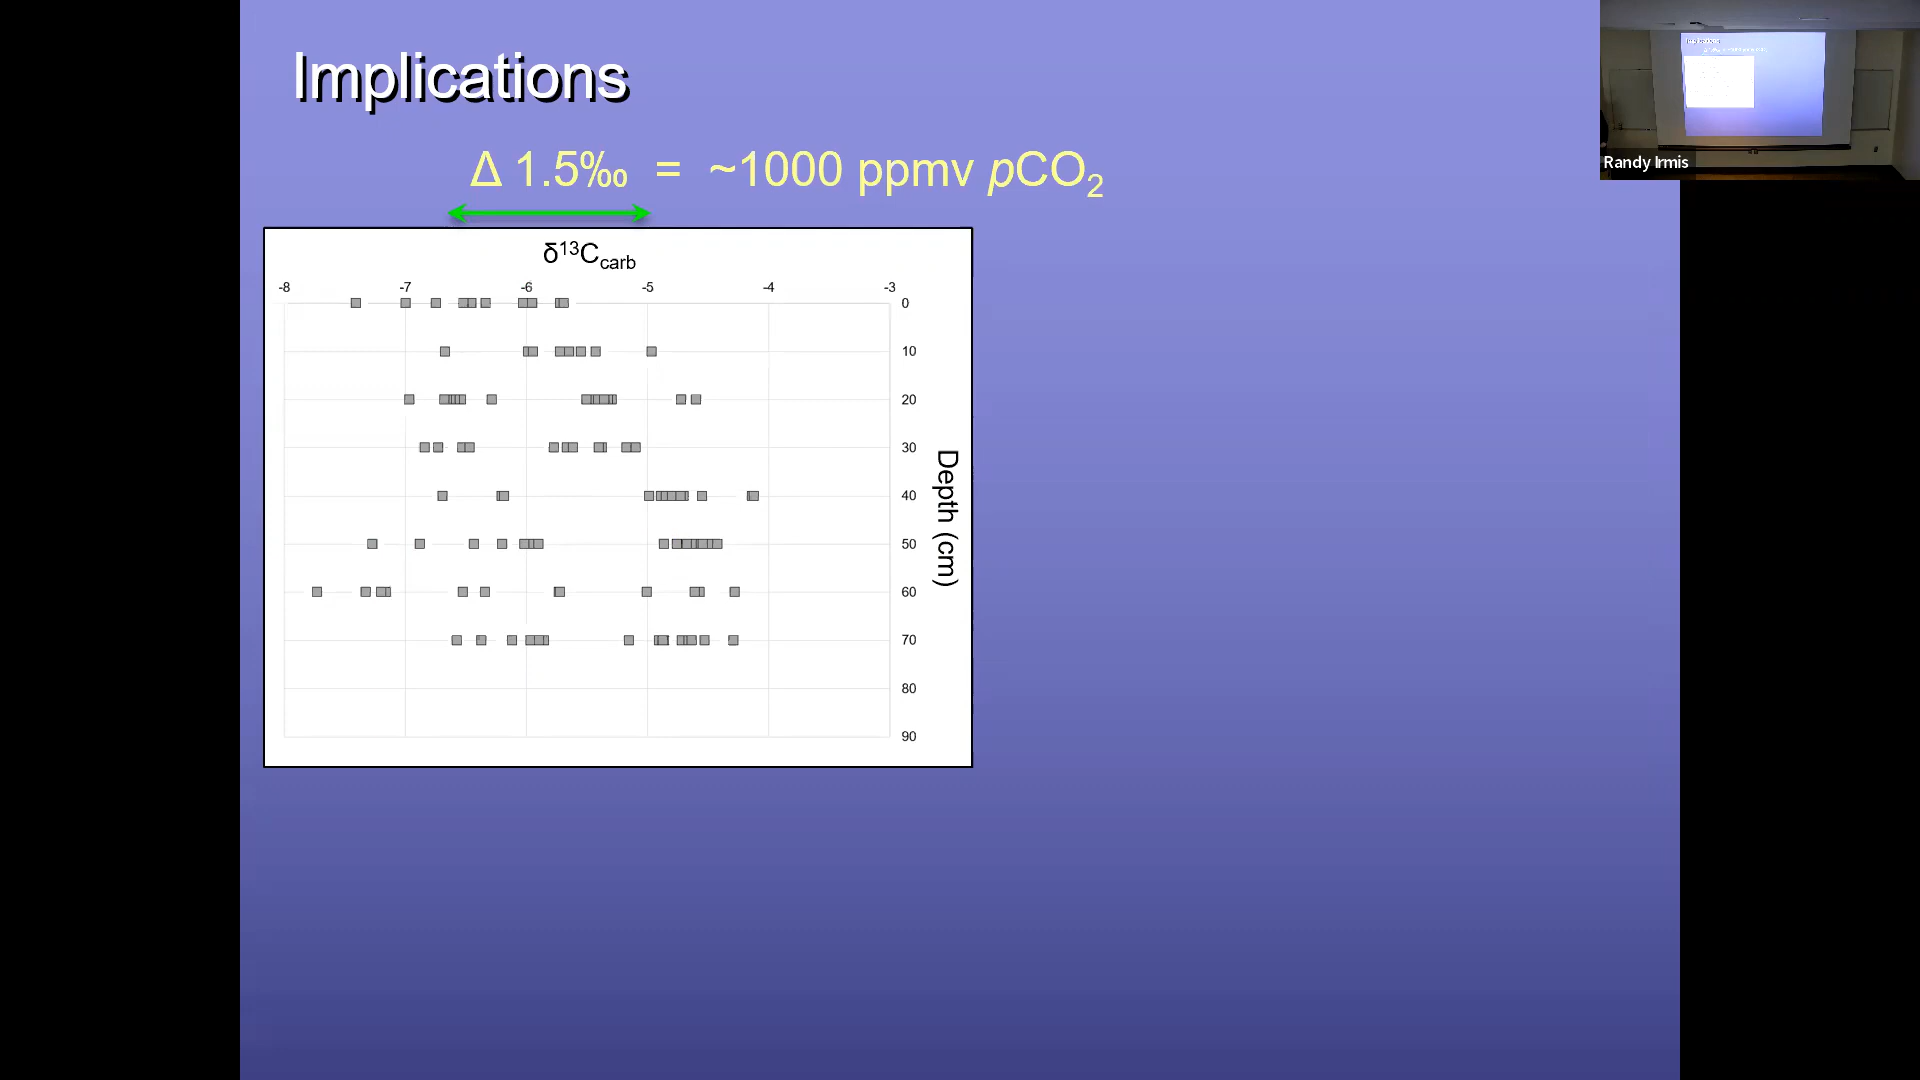 Implications
Δ 1.5‰ = ~1000 ppmv pCO₂
δ¹³Ccarb
-8 -7 -6 -5 -4 -3
0
10
20
30
40
50
60
70
80
90
Depth (cm)
Randy Irmis